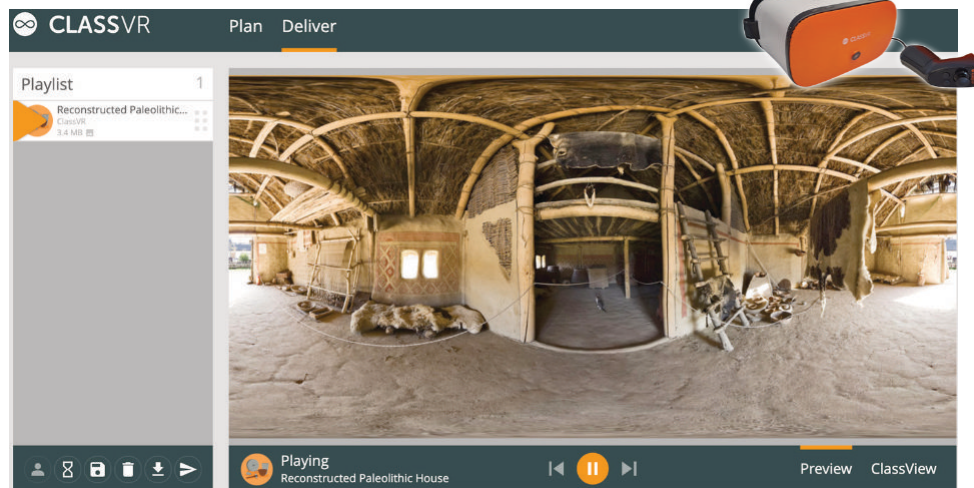 CLASSVR
Plan Deliver
Playlist 1
Reconstructed Paleolithic...
ClassVR
3.4 MB
Playing
Reconstructed Paleolithic House
Preview ClassView